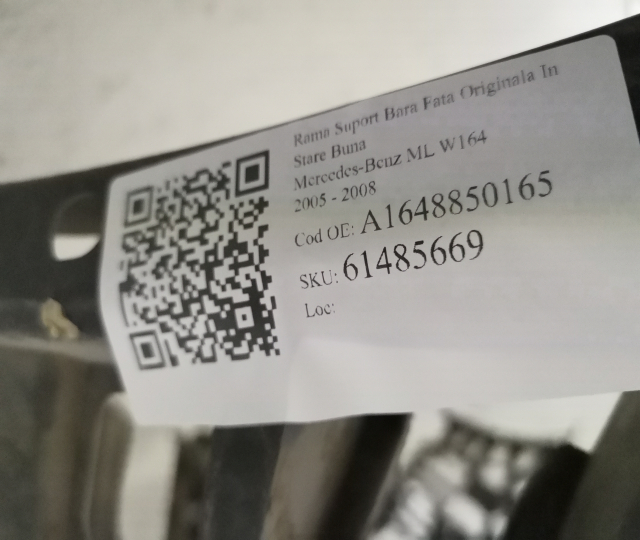 Rama Suport Bara Fata Originala In
Stare Buna
Mercedes-Benz ML W164
2005 - 2008
Cod OE: A1648850165
SKU: 61485669
Loc: